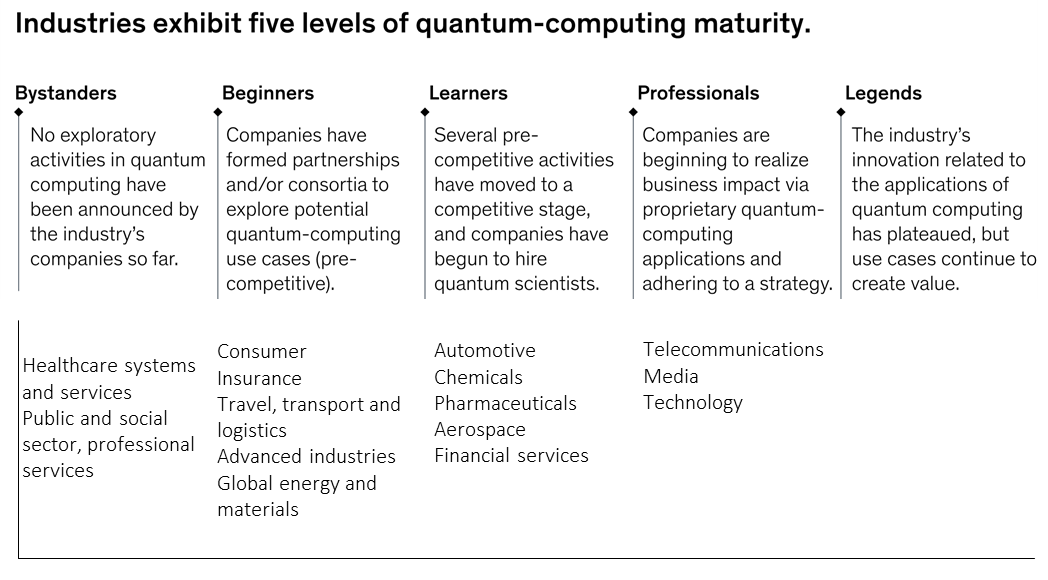 Industries exhibit five levels of quantum-computing maturity.
Bystanders
No exploratory
activities in quantum
computing have
been announced by
the industry’s
companies so far.
Beginners
Companies have
formed partnerships
and/or consortia to
explore potential
quantum-computing
use cases (pre-
competitive).
Learners
Several pre-
competitive activities
have moved to a
competitive stage,
and companies have
begun to hire
quantum scientists.
Professionals
Companies are
beginning to realize
business impact via
proprietary quantum-
computing
applications and
adhering to a strategy.
Legends
The industry’s
innovation related to
the applications of
quantum computing
has plateaued, but
use cases continue to
create value.
Healthcare systems
and services
Public and social
sector, professional
services
Consumer
Insurance
Travel, transport and
logistics
Advanced industries
Global energy and
materials
Automotive
Chemicals
Pharmaceuticals
Aerospace
Financial services
Telecommunications
Media
Technology